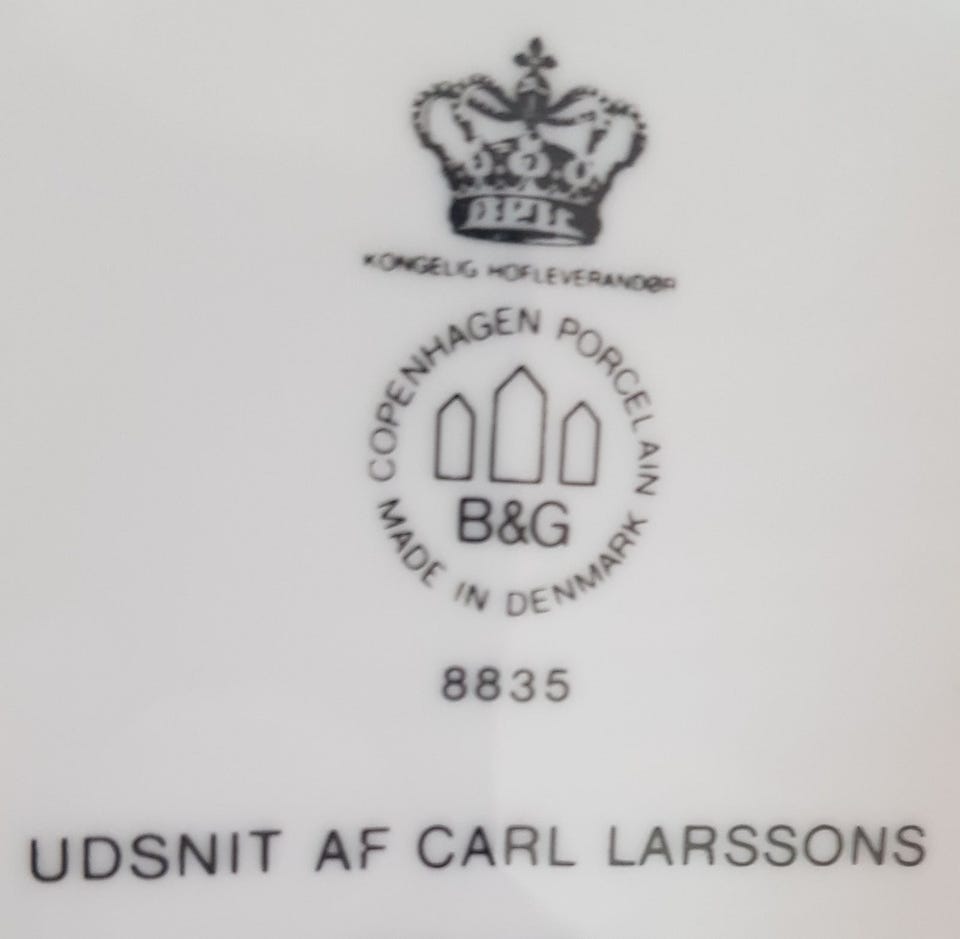 KONGELIG HOFLEVERANDØR
COPENHAGEN PORCELAIN
B&G
MADE IN DENMARK
8835
UDSNIT AF CARL LARSSONS